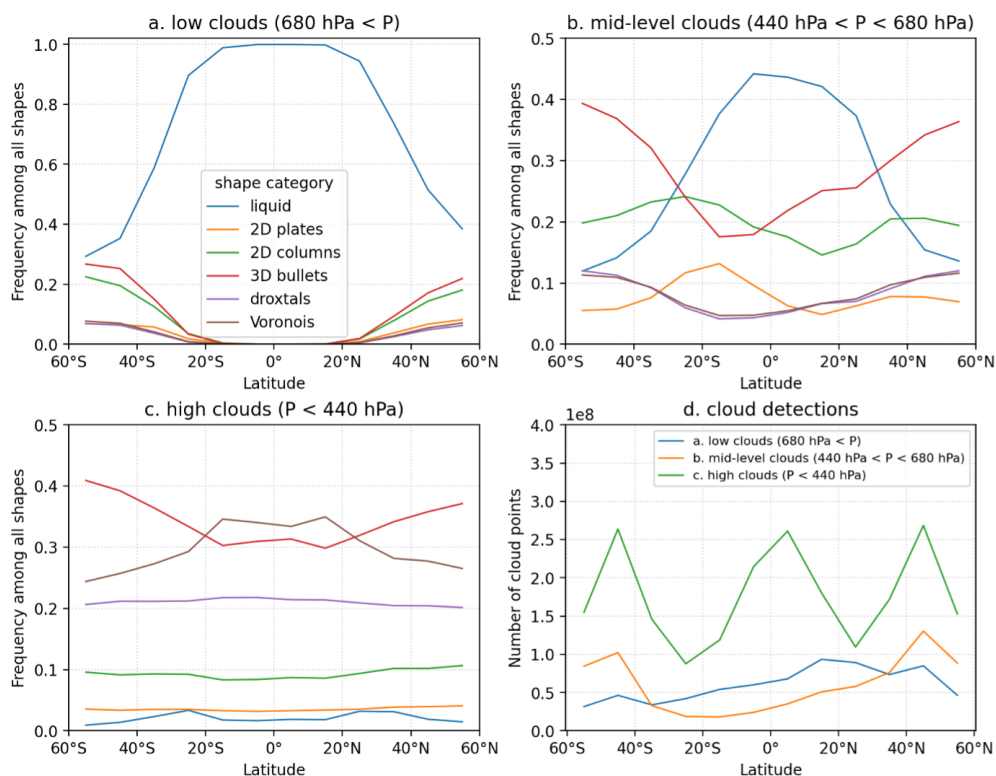 a. low clouds (680 hPa < P)
Frequency among all shapes
1.0
0.8
0.6
0.4
0.2
0.0
shape category
liquid
2D plates
2D columns
3D bullets
droxtals
Voronois
60°S 40°S 20°S 0° 20°N 40°N 60°N
Latitude
b. mid-level clouds (440 hPa < P < 680 hPa)
Frequency among all shapes
0.5
0.4
0.3
0.2
0.1
0.0
60°S 40°S 20°S 0° 20°N 40°N 60°N
Latitude
c. high clouds (P < 440 hPa)
Frequency among all shapes
0.5
0.4
0.3
0.2
0.1
0.0
60°S 40°S 20°S 0° 20°N 40°N 60°N
Latitude
d. cloud detections
1e8
Number of cloud points
4.0
3.5
3.0
2.5
2.0
1.5
1.0
0.5
0.0
a. low clouds (680 hPa < P)
b. mid-level clouds (440 hPa < P < 680 hPa)
c. high clouds (P < 440 hPa)
60°S 40°S 20°S 0° 20°N 40°N 60°N
Latitude